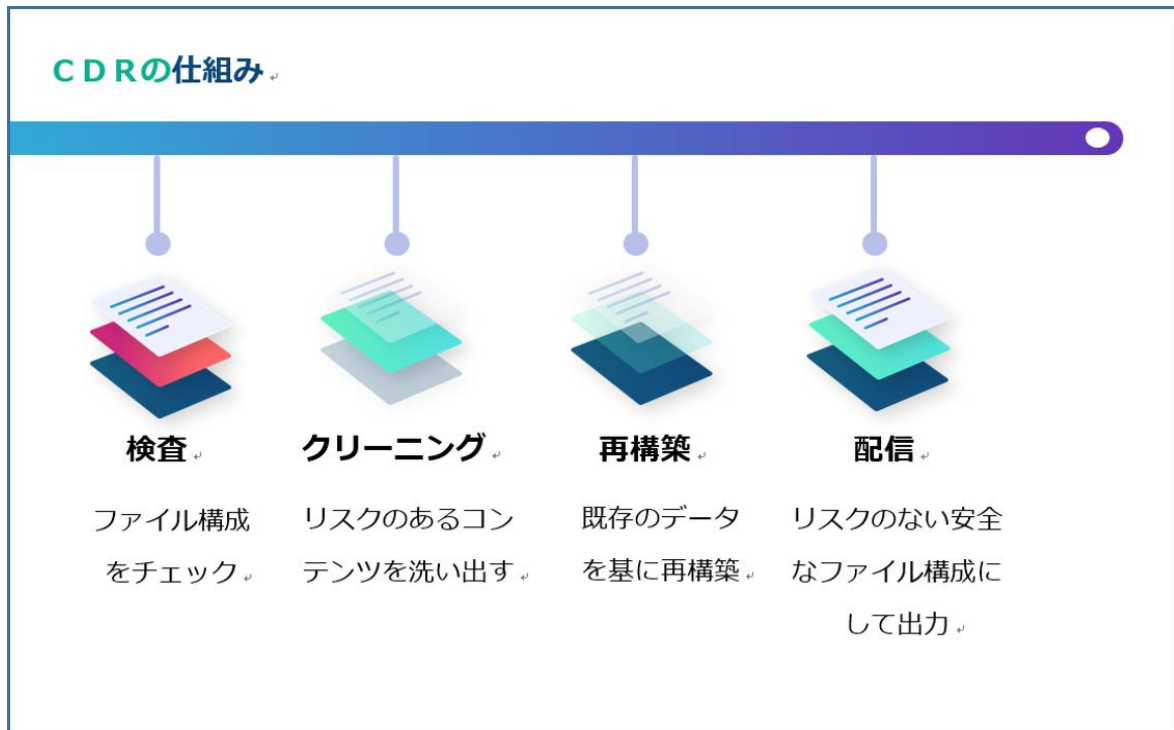 ＣＤＲの仕組み
検査
クリーニング
再構築
配信
ファイル構成
をチェック
リスクのあるコン
テンツを洗い出す
既存のデータ
を基に再構築
リスクのない安全
なファイル構成に
して出力